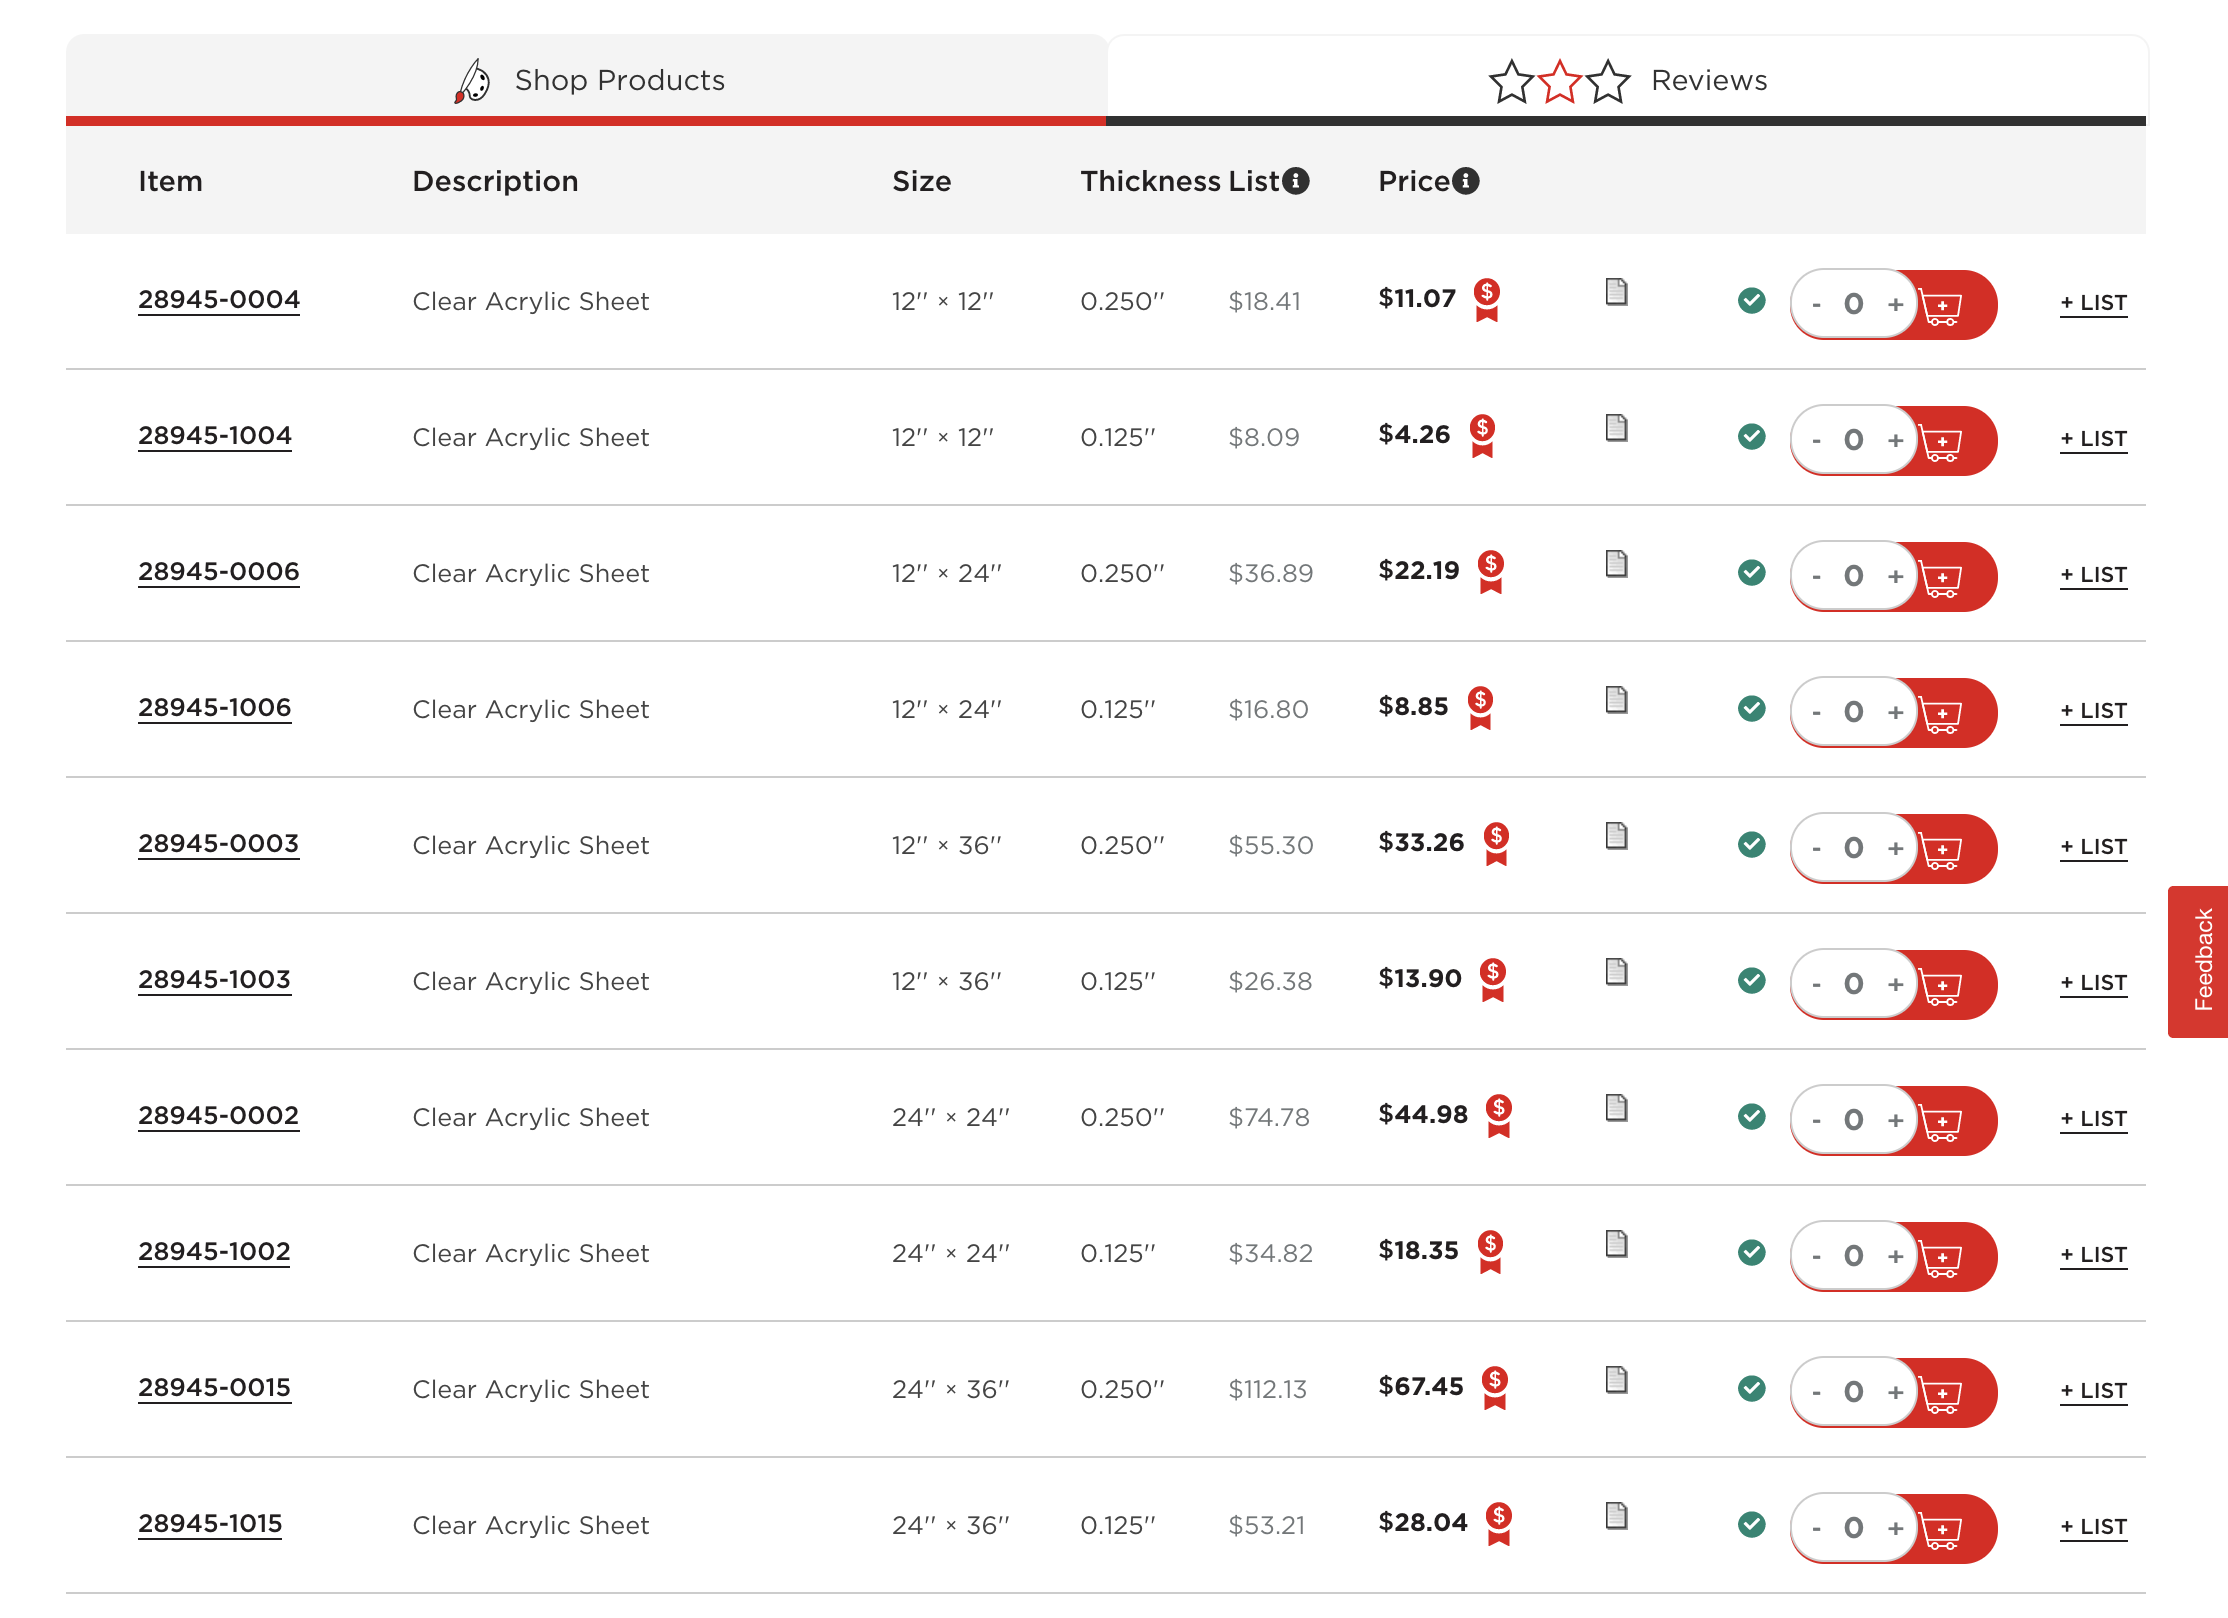 Shop Products
Reviews
Item Description Size Thickness List Price
28945-0004 Clear Acrylic Sheet 12" × 12" 0.250" $18.41 $11.07 - 0 + + LIST
28945-1004 Clear Acrylic Sheet 12" × 12" 0.125" $8.09 $4.26 - 0 + + LIST
28945-0006 Clear Acrylic Sheet 12" × 24" 0.250" $36.89 $22.19 - 0 + + LIST
28945-1006 Clear Acrylic Sheet 12" × 24" 0.125" $16.80 $8.85 - 0 + + LIST
28945-0003 Clear Acrylic Sheet 12" × 36" 0.250" $55.30 $33.26 - 0 + + LIST
28945-1003 Clear Acrylic Sheet 12" × 36" 0.125" $26.38 $13.90 - 0 + + LIST
28945-0002 Clear Acrylic Sheet 24" × 24" 0.250" $74.78 $44.98 - 0 + + LIST
28945-1002 Clear Acrylic Sheet 24" × 24" 0.125" $34.82 $18.35 - 0 + + LIST
28945-0015 Clear Acrylic Sheet 24" × 36" 0.250" $112.13 $67.45 - 0 + + LIST
28945-1015 Clear Acrylic Sheet 24" × 36" 0.125" $53.21 $28.04 - 0 + + LIST
Feedback